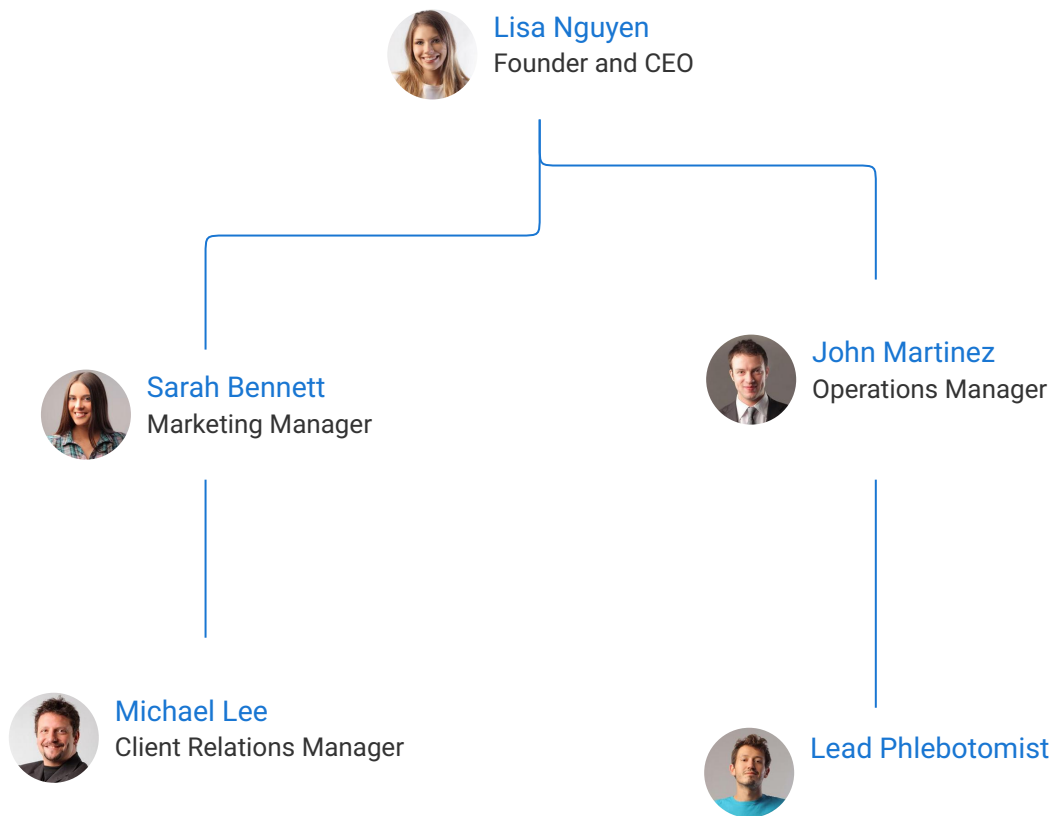 Lisa Nguyen
Founder and CEO
John Martinez
Operations Manager
Sarah Bennett
Marketing Manager
Michael Lee
Client Relations Manager
Lead Phlebotomist